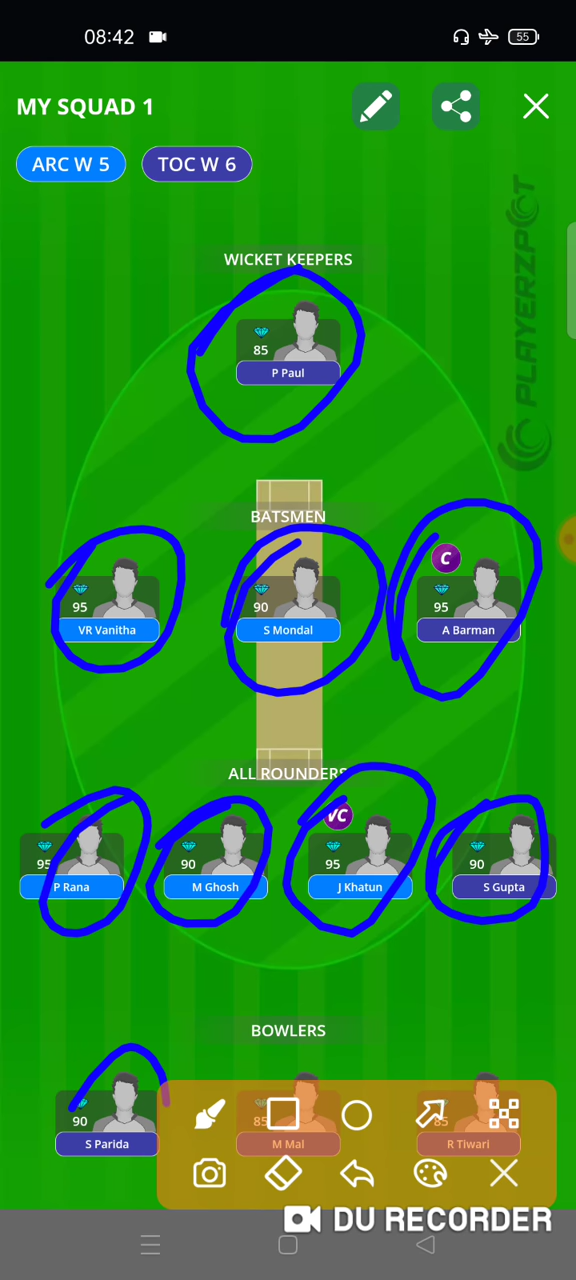 08:42
55
MY SQUAD 1
ARC W 5
TOC W 6
PLAYERZPOT
WICKET KEEPERS
85
P Paul
BATSMEN
C
95
VR Vanitha
90
S Mondal
95
A Barman
ALL ROUNDERS
VC
95
P Rana
90
M Ghosh
95
J Khatun
90
S Gupta
BOWLERS
90
S Parida
85
M Mal
85
R Tiwari
DU RECORDER